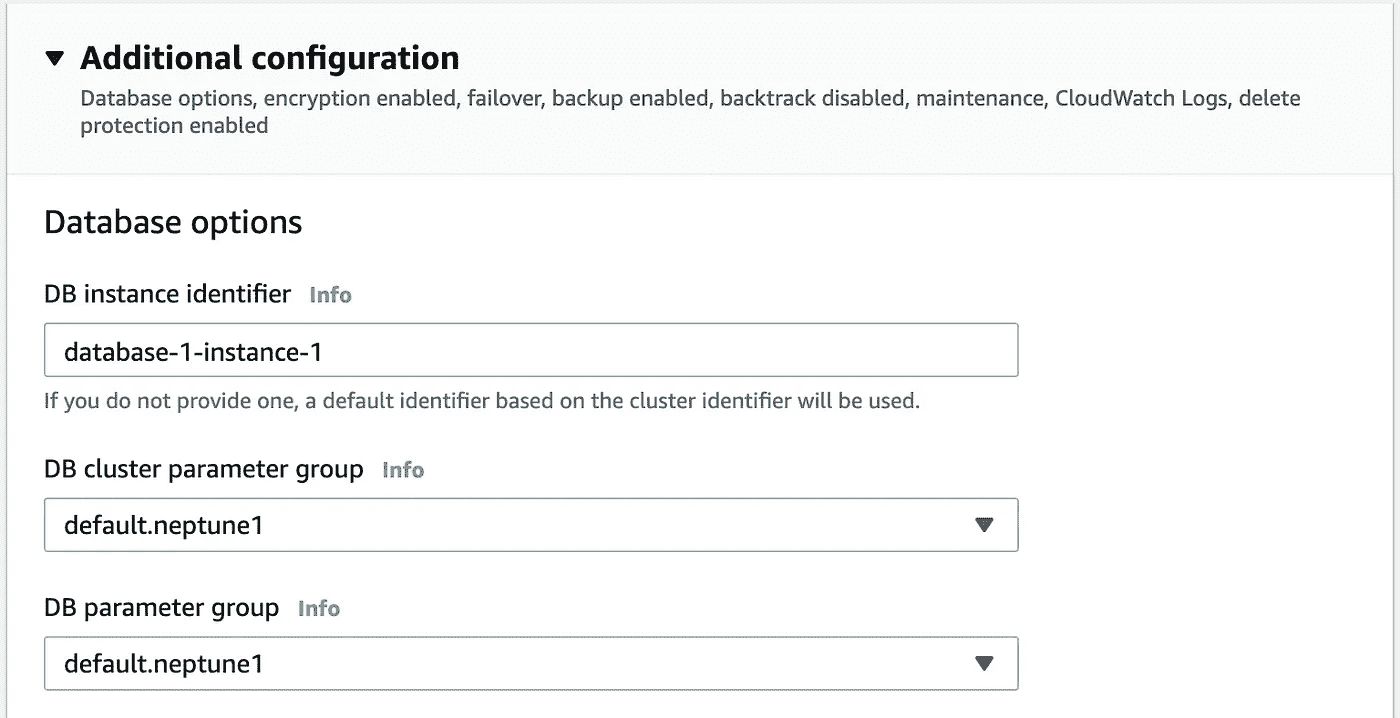 Additional configuration
Database options, encryption enabled, failover, backup enabled, backtrack disabled, maintenance, CloudWatch Logs, delete
protection enabled
Database options
DB instance identifier Info
database-1-instance-1
If you do not provide one, a default identifier based on the cluster identifier will be used.
DB cluster parameter group Info
default.neptune1
DB parameter group Info
default.neptune1